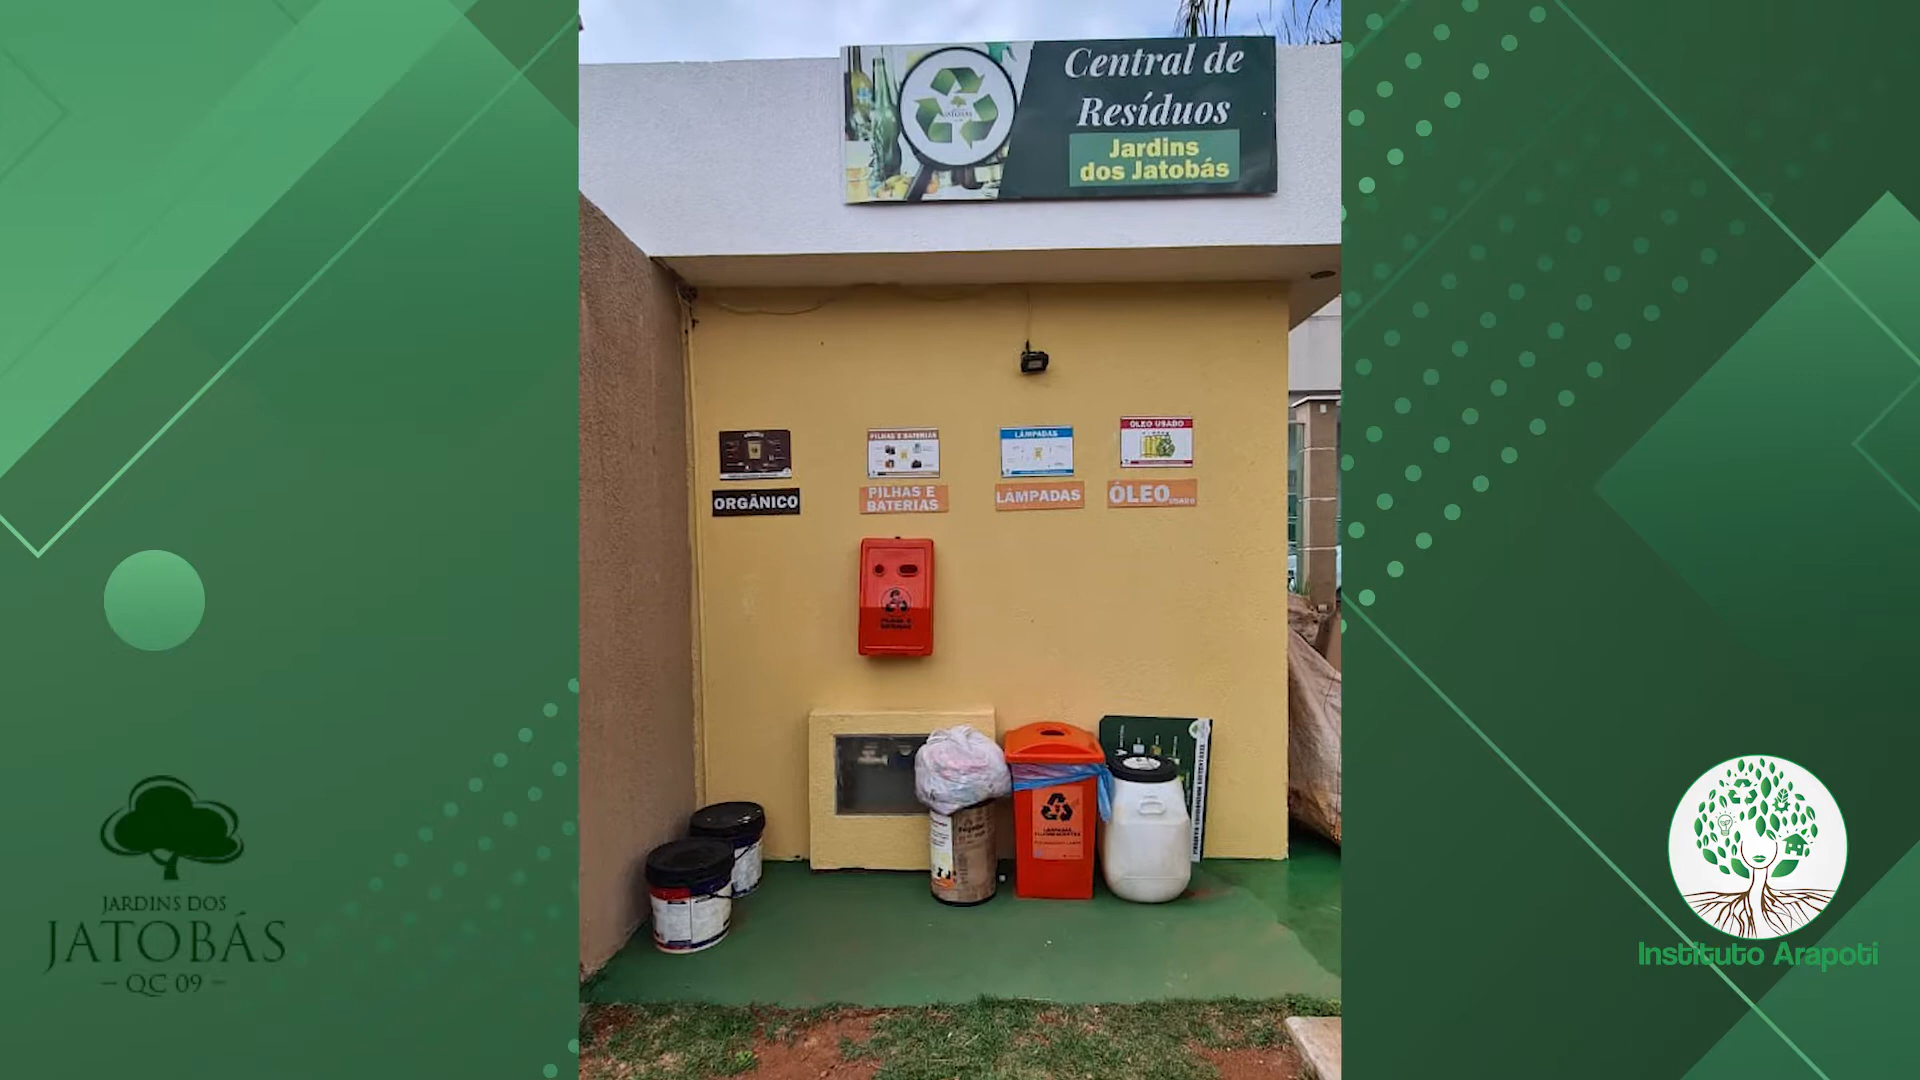 Central de
Resíduos
Jardins
dos Jatobás
ORGÂNICO
PILHAS E BATERIAS
PILHAS E
BATERIAS
LÂMPADAS
LÂMPADAS
ÓLEO USADO
ÓLEO USADO
JARDINS DOS
JATOBÁS
QC 09
Instituto Arapoti